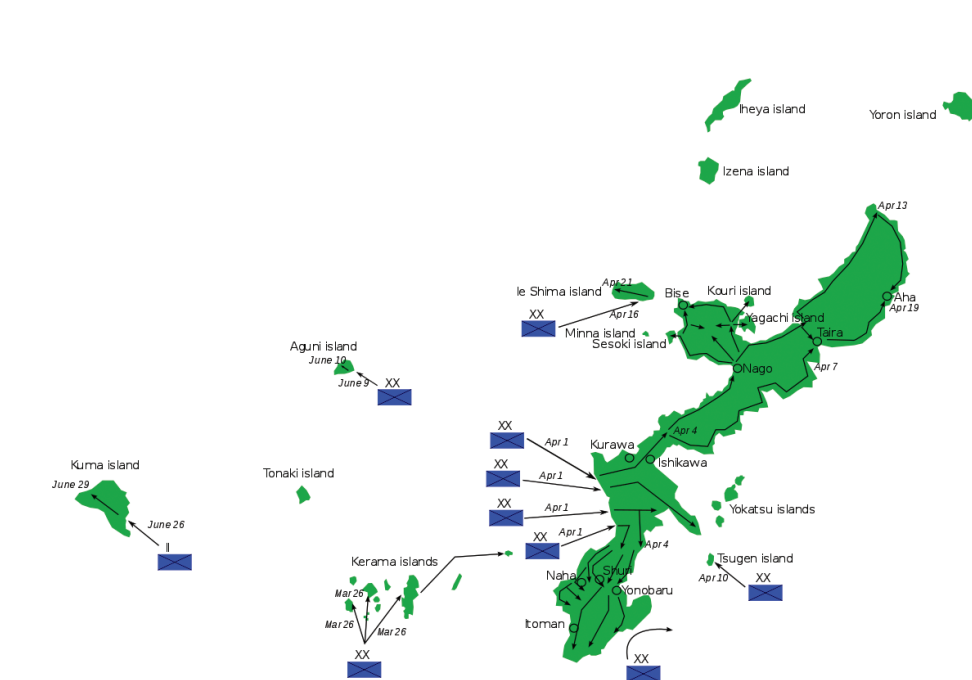 Iheya island
Yoron island
Izena island
Apr 13
Ie Shima island
Apr 21
Bise
Kouri island
Aha
Apr 19
XX
Apr 16
Yagachi island
Minna island
Sesoki island
Taira
Aguni island
June 10
June 9
XX
Nago
Apr 7
XX
Apr 1
Kurawa
Apr 4
Ishikawa
Kuma island
June 29
Tonaki island
XX
Apr 1
XX
Apr 1
Yokatsu islands
June 26
II
XX
Apr 1
Apr 4
Kerama islands
Tsugen island
Apr 10
XX
Naha
Shuri
Yonobaru
Mar 26
Mar 26
Mar 26
Itoman
XX
XX